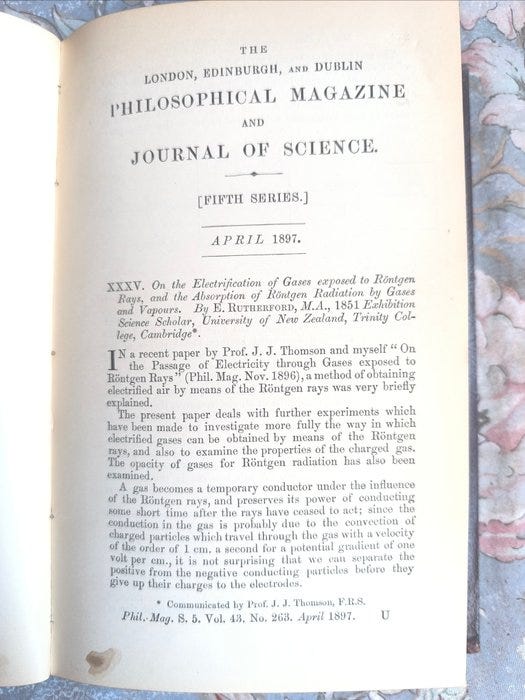 THE
LONDON, EDINBURGH, AND DUBLIN
PHILOSOPHICAL MAGAZINE
AND
JOURNAL OF SCIENCE.
[FIFTH SERIES.]
APRIL 1897.
XXXV. On the Electrification of Gases exposed to Röntgen
Rays, and the Absorption of Röntgen Radiation by Gases
and Vapours. By E. RUTHERFORD, M.A., 1851 Exhibition
Science Scholar, University of New Zealand, Trinity Col-
lege, Cambridge*.
IN a recent paper by Prof. J. J. Thomson and myself “On
the Passage of Electricity through Gases exposed to
Röntgen Rays” (Phil. Mag. Nov. 1896), a method of obtaining
electrified air by means of the Röntgen rays was very briefly
explained.
The present paper deals with further experiments which
have been made to investigate more fully the way in which
electrified gases can be obtained by means of the Röntgen
rays, and also to examine the properties of the charged gas.
The opacity of gases for Röntgen radiation has also been
examined.
A gas becomes a temporary conductor under the influence
of the Röntgen rays, and preserves its power of conducting
some short time after the rays have ceased to act; since the
conduction in the gas is probably due to the convection of
charged particles which travel through the gas with a velocity
of the order of 1 cm. a second for a potential gradient of one
volt per cm., it is not surprising that we can separate the
positive from the negative conducting particles before they
give up their charges to the electrodes.
* Communicated by Prof. J. J. Thomson, F.R.S.
Phil. Mag. S. 5. Vol. 43. No. 263. April 1897. U